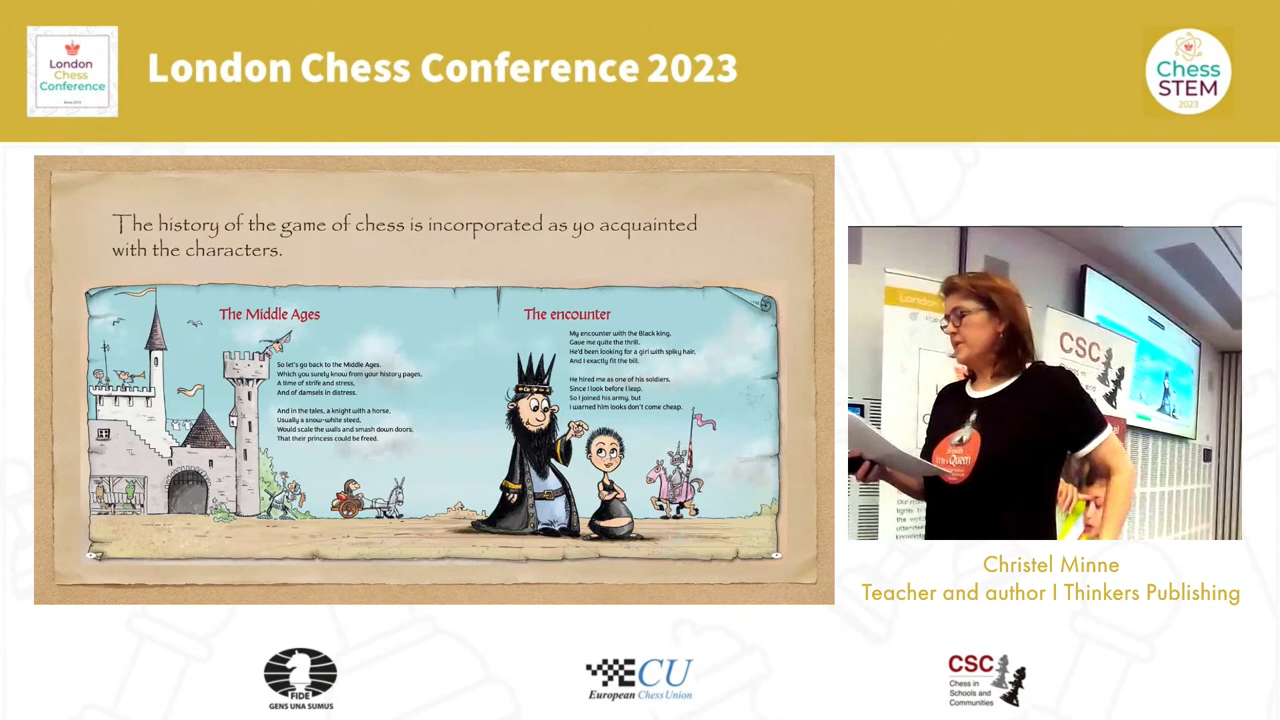 London
Chess
Conference
London Chess Conference 2023
Chess
STEM
2023
The history of the game of chess is incorporated as yo acquainted
with the characters.
The Middle Ages
So let's go back to the Middle Ages.
Which you surely know from your history pages,
A time of strife and stress,
And of damsels in distress.
And in the tales, a knight with a horse,
Usually a snow-white steed,
Would scale the walls and smash down doors,
That their princess could be freed.
The encounter
My encounter with the Black king,
Gave me quite the thrill.
He'd been looking for a girl with spiky hair,
And I exactly fit the bill.
He hired me as one of his soldiers,
Since I look before I leap.
So I joined his army, but
I warned him looks don't come cheap.
London
CSC
Queen
Christel Minne
Teacher and author I Thinkers Publishing
FIDE
GENS UNA SUMUS
ECU
European Chess Union
CSC
Chess in
Schools and
Communities